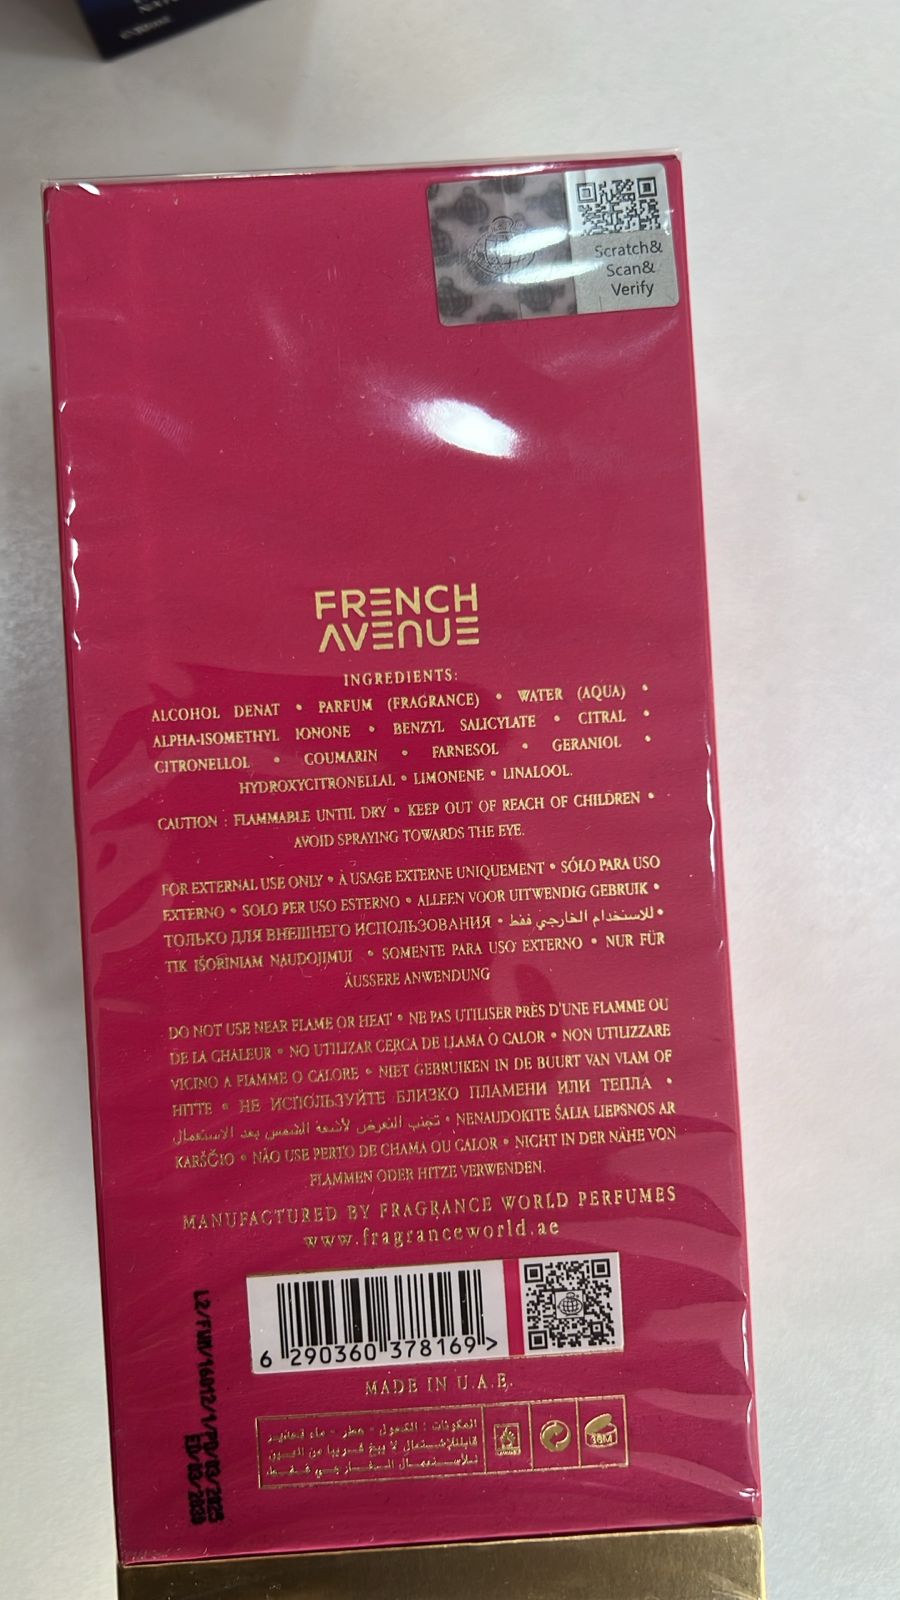 Scratch&
Scan&
Verify
FRENCH
AVENUE
INGREDIENTS:
ALCOHOL DENAT • PARFUM (FRAGRANCE) • WATER (AQUA) •
ALPHA-ISOMETHYL IONONE • BENZYL SALICYLATE • CITRAL •
CITRONELLOL • COUMARIN • FARNESOL • GERANIOL •
HYDROXYCITRONELLAL • LIMONENE • LINALOOL.
CAUTION : FLAMMABLE UNTIL DRY • KEEP OUT OF REACH OF CHILDREN •
AVOID SPRAYING TOWARDS THE EYE.
FOR EXTERNAL USE ONLY • À USAGE EXTERNE UNIQUEMENT • SÓLO PARA USO
EXTERNO • SOLO PER USO ESTERNO • ALLEEN VOOR UITWENDIG GEBRUIK •
ТОЛЬКО ДЛЯ ВНЕШНЕГО ИСПОЛЬЗОВАНИЯ • للاستخدام الخارجي فقط •
TIK IŠORINIAM NAUDOJIMUI • SOMENTE PARA USO EXTERNO • NUR FÜR
ÄUSSERE ANWENDUNG
DO NOT USE NEAR FLAME OR HEAT • NE PAS UTILISER PRÈS D'UNE FLAMME OU
DE LA CHALEUR • NO UTILIZAR CERCA DE LLAMA O CALOR • NON UTILIZZARE
VICINO A FIAMME O CALORE • NIET GEBRUIKEN IN DE BUURT VAN VLAM OF
HITTE • НЕ ИСПОЛЬЗУЙТЕ БЛИЗКО ПЛАМЕНИ ИЛИ ТЕПЛА •
تجنب التعرض لأشعة الشمس بعد الاستعمال • NENAUDOKITE ŠALIA LIEPSNOS AR
KARŠČIO • NÃO USE PERTO DE CHAMA OU CALOR • NICHT IN DER NÄHE VON
FLAMMEN ODER HITZE VERWENDEN.
MANUFACTURED BY FRAGRANCE WORLD PERFUMES
www.fragranceworld.ae
6 290360 378169 >
MADE IN U.A.E.
المكونات : الكحول - عطر - ماء تحذير
36M